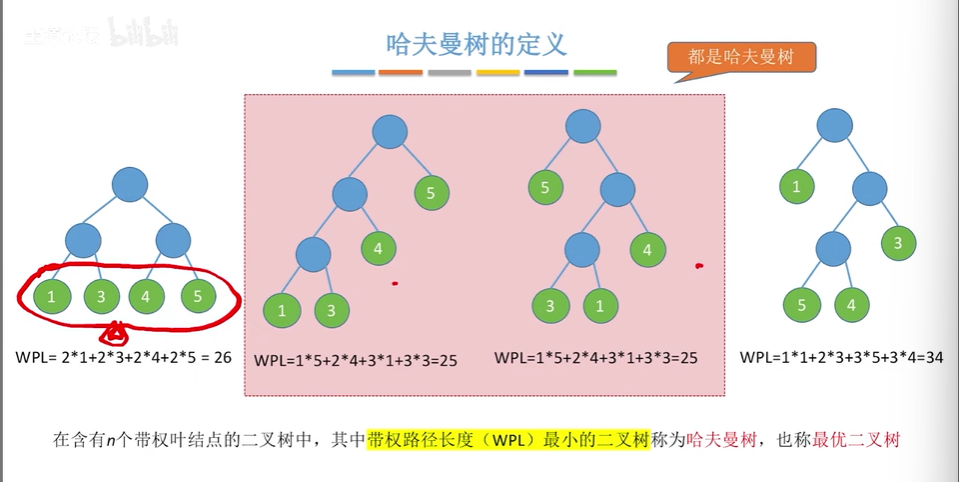 bilibili
哈夫曼树的定义
都是哈夫曼树
1
3
4
5
5
4
1
3
5
4
3
1
1
3
5
4
WPL= 2*1+2*3+2*4+2*5 = 26
WPL=1*5+2*4+3*1+3*3=25
WPL=1*5+2*4+3*1+3*3=25
WPL=1*1+2*3+3*5+3*4=34
在含有n个带权叶结点的二叉树中，其中带权路径长度（WPL）最小的二叉树称为哈夫曼树，也称最优二叉树